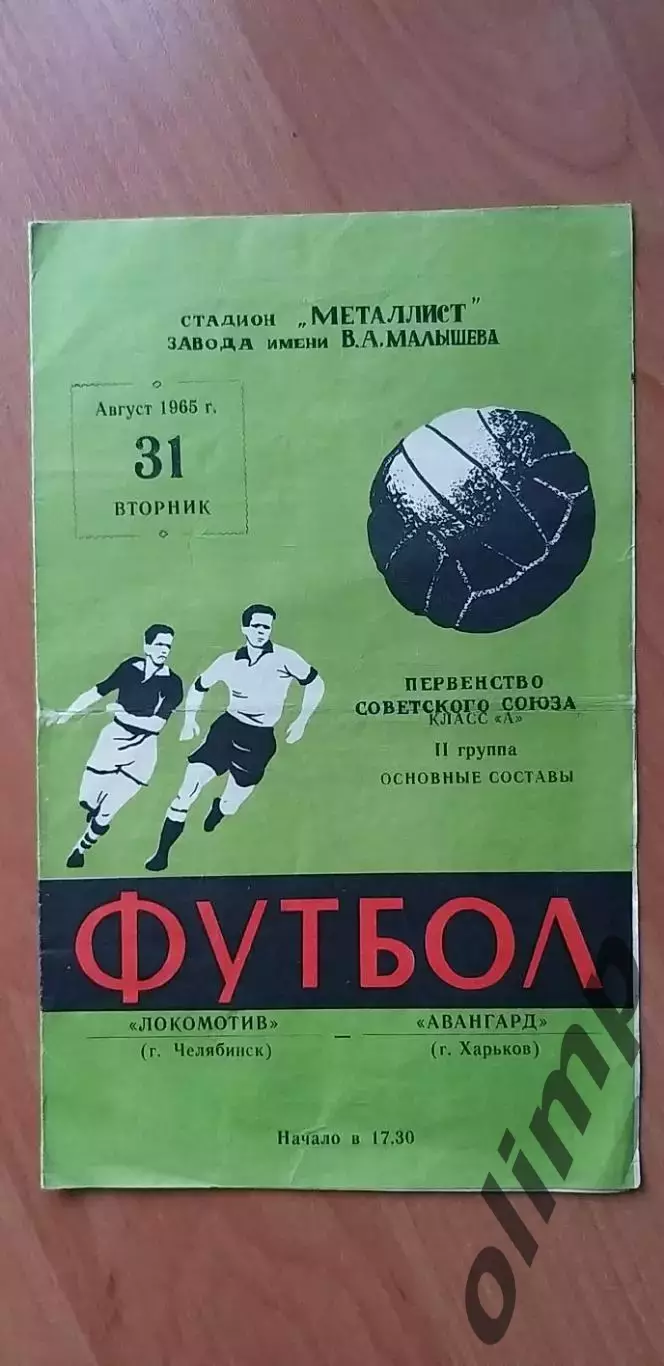 СТАДИОН „МЕТАЛЛИСТ"
ЗАВОДА ИМЕНИ В.А.МАЛЫШЕВА
Август 1965 г.
31
ВТОРНИК
ПЕРВЕНСТВО
СОВЕТСКОГО СОЮЗА
КЛАСС «А»
II группа
ОСНОВНЫЕ СОСТАВЫ
ФУТБОЛ
«ЛОКОМОТИВ» — «АВАНГАРД»
(г. Челябинск) (г. Харьков)
Начало в 17.30
olimp